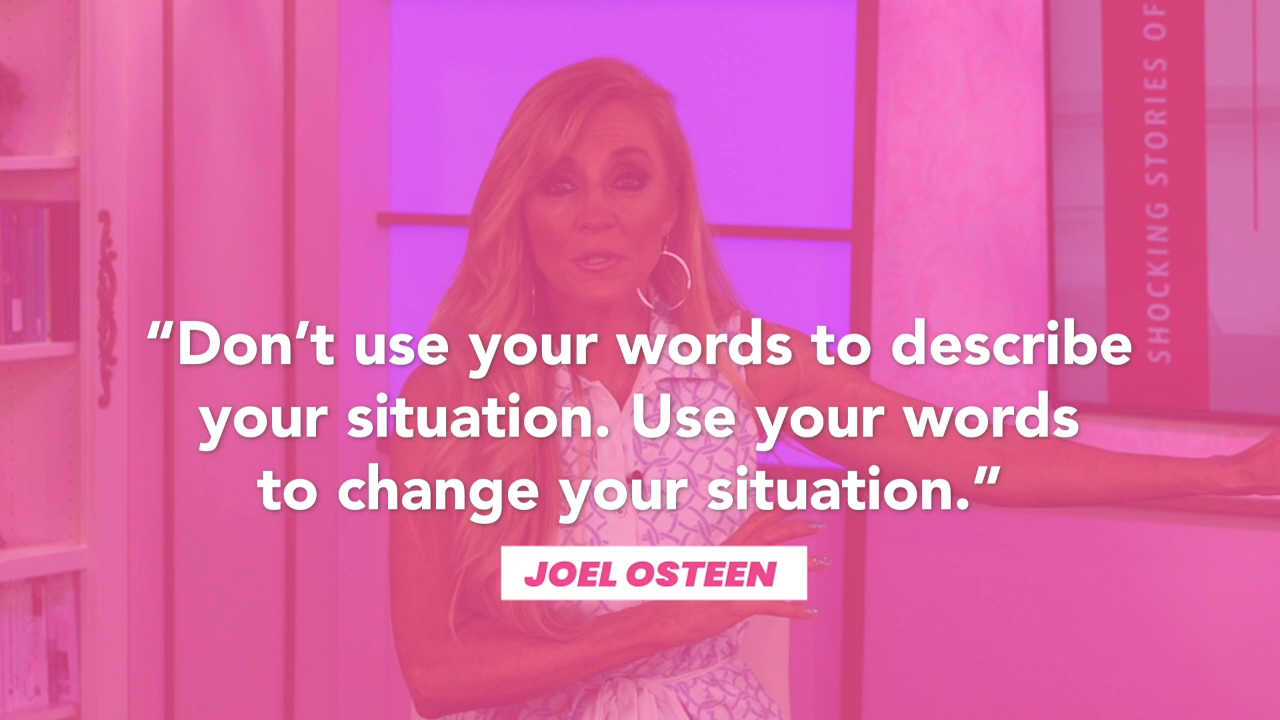 SHOCKING STORIES OF
“Don’t use your words to describe
your situation. Use your words
to change your situation.”
JOEL OSTEEN